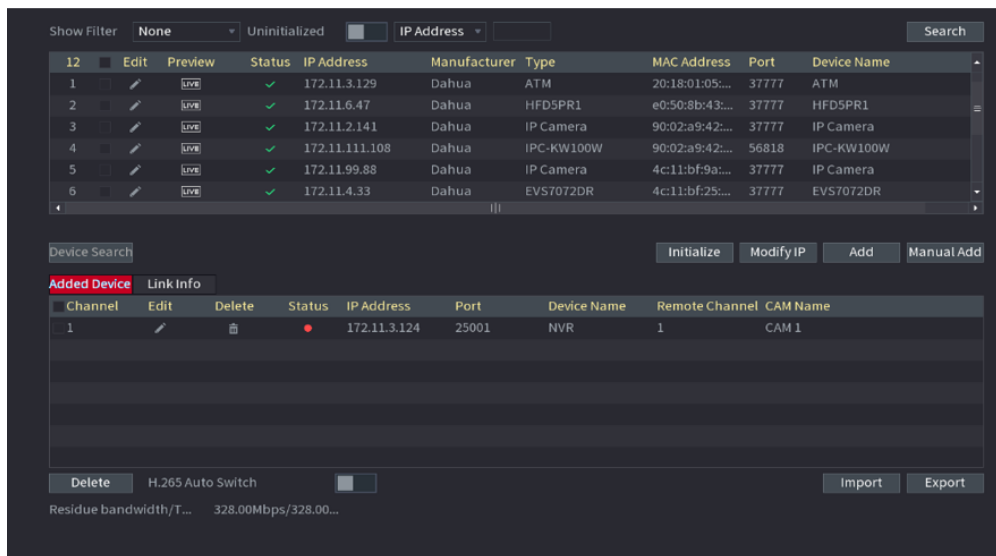 Show Filter None Uninitialized IP Address Search
12 Edit Preview Status IP Address Manufacturer Type MAC Address Port Device Name
1 LIVE 172.11.3.129 Dahua ATM 20:18:01:05:... 37777 ATM
2 LIVE 172.11.6.47 Dahua HFD5PR1 e0:50:8b:43:... 37777 HFD5PR1
3 LIVE 172.11.2.141 Dahua IP Camera 90:02:a9:42:... 37777 IP Camera
4 LIVE 172.11.111.108 Dahua IPC-KW100W 90:02:a9:42:... 56818 IPC-KW100W
5 LIVE 172.11.99.88 Dahua IP Camera 4c:11:bf:9a:... 37777 IP Camera
6 LIVE 172.11.4.33 Dahua EVS7072DR 4c:11:bf:25:... 37777 EVS7072DR
Device Search Initialize Modify IP Add Manual Add
Added Device Link Info
Channel Edit Delete Status IP Address Port Device Name Remote Channel CAM Name
1 172.11.3.124 25001 NVR 1 CAM 1
Delete H.265 Auto Switch Import Export
Residue bandwidth/T... 328.00Mbps/328.00...